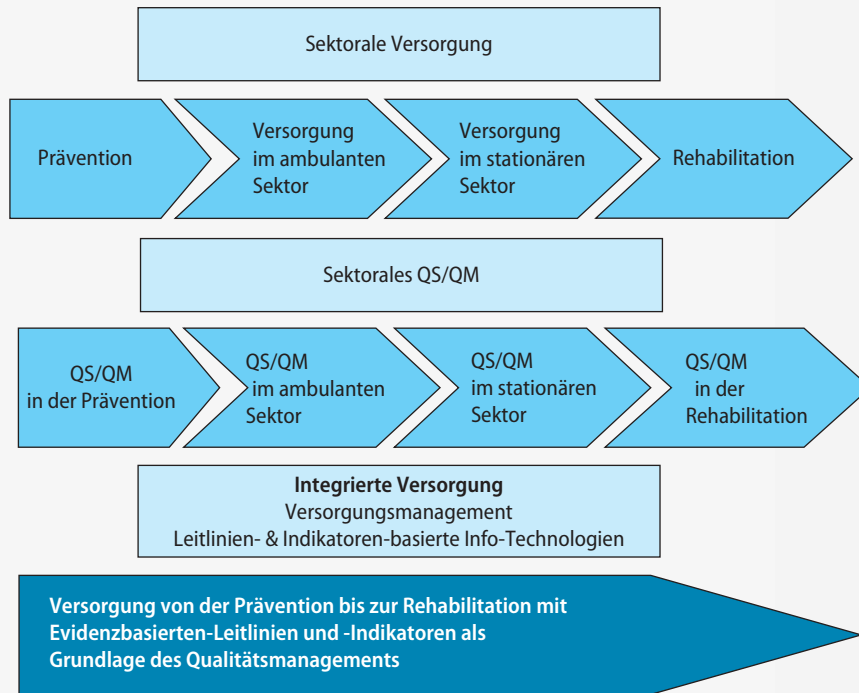 Sektorale Versorgung
Prävention
Versorgung
im ambulanten
Sektor
Versorgung
im stationären
Sektor
Rehabilitation
Sektorales QS/QM
QS/QM
in der Prävention
QS/QM
im ambulanten
Sektor
QS/QM
im stationären
Sektor
QS/QM
in der
Rehabilitation
Integrierte Versorgung
Versorgungsmanagement
Leitlinien- & Indikatoren-basierte Info-Technologien
Versorgung von der Prävention bis zur Rehabilitation mit
Evidenzbasierten-Leitlinien und -Indikatoren als
Grundlage des Qualitätsmanagements